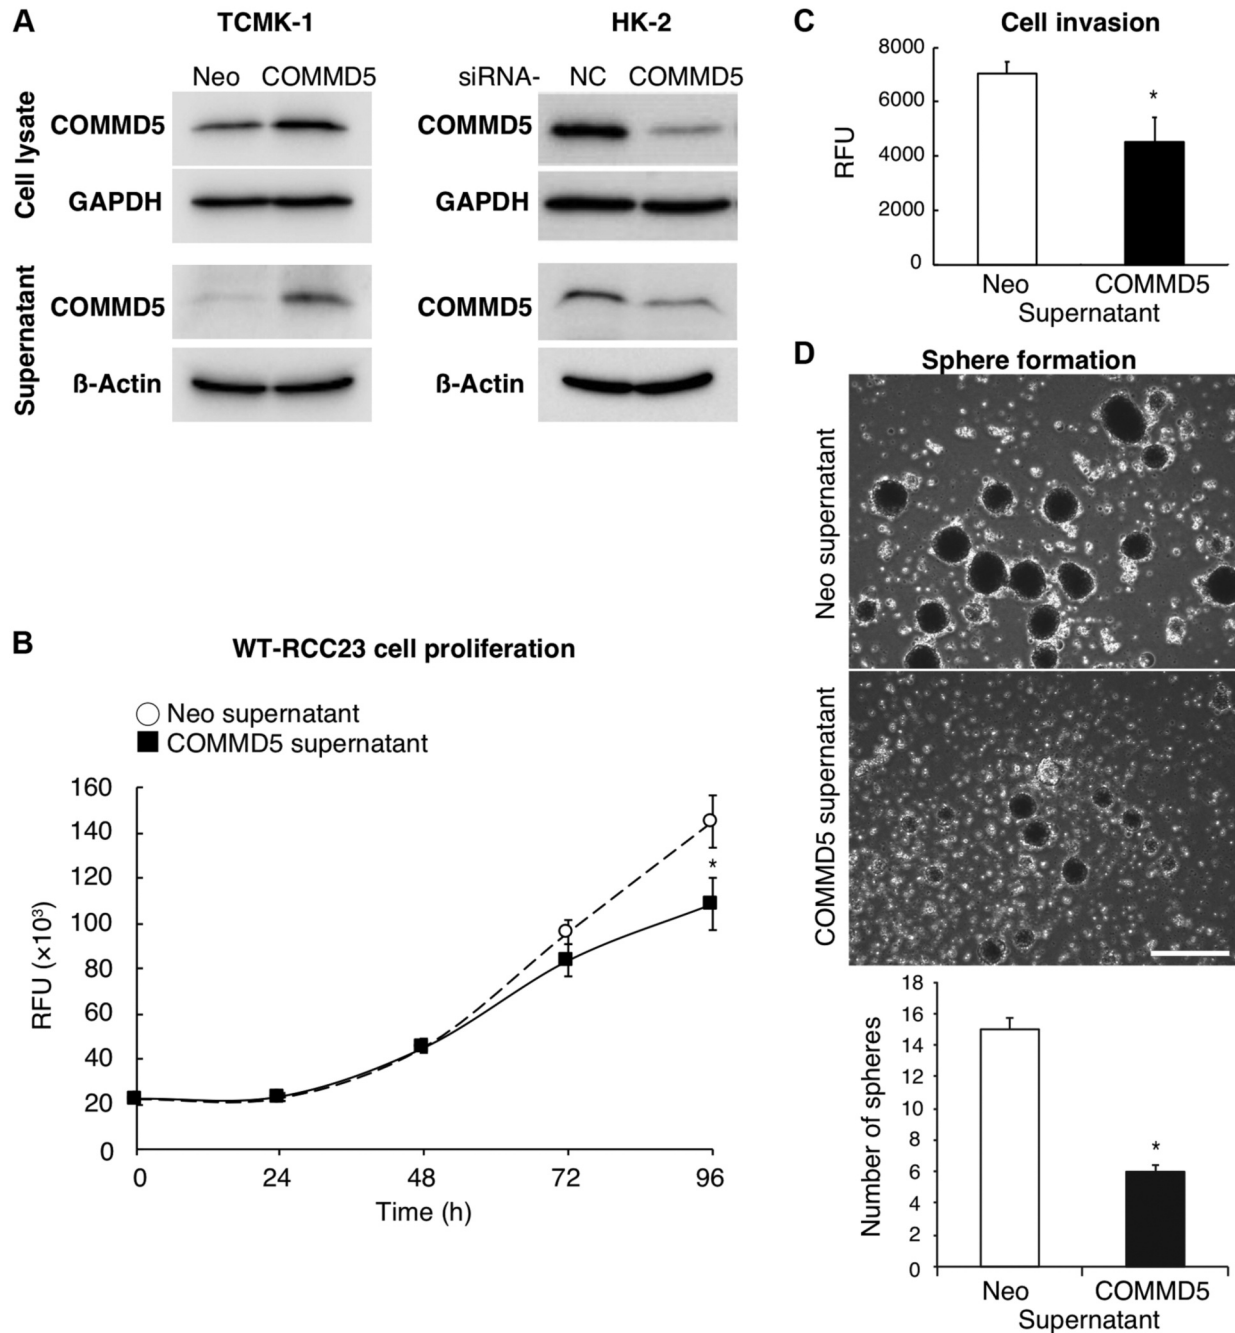 A
TCMK-1
HK-2
Neo COMMD5
siRNA- NC COMMD5
Cell lysate
COMMD5
COMMD5
GAPDH
GAPDH
Supernatant
COMMD5
COMMD5
ß-Actin
ß-Actin
B
WT-RCC23 cell proliferation
Neo supernatant
COMMD5 supernatant
RFU (×10³)
160
140
120
100
80
60
40
20
0
*
0 24 48 72 96
Time (h)
C
Cell invasion
RFU
8000
6000
4000
2000
0
*
Neo COMMD5
Supernatant
D
Sphere formation
Neo supernatant
COMMD5 supernatant
Number of spheres
18
16
14
12
10
8
6
4
2
0
*
Neo COMMD5
Supernatant